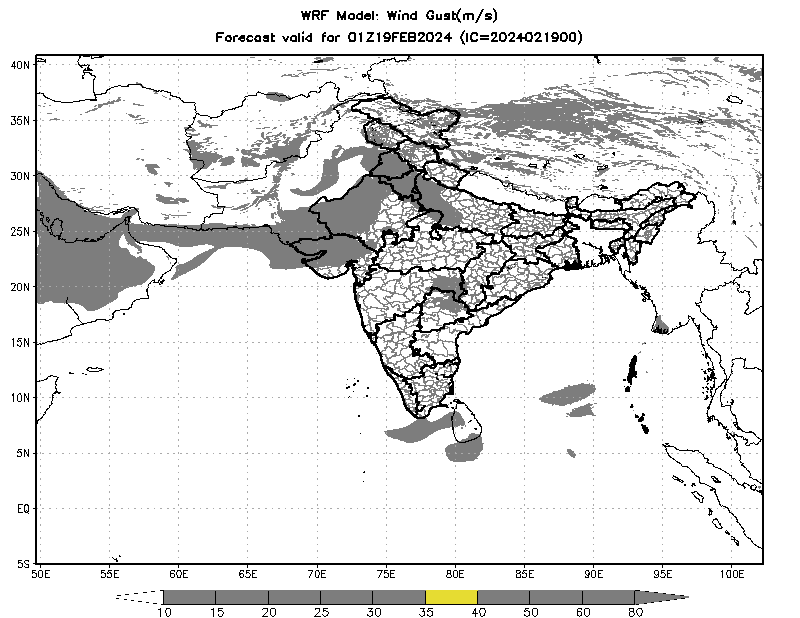 WRF Model: Wind Gust(m/s)
Forecast valid for 01Z19FEB2024 (IC=2024021900)
40N
35N
30N
25N
20N
15N
10N
5N
EQ
5S
50E 55E 60E 65E 70E 75E 80E 85E 90E 95E 100E
10 15 20 25 30 35 40 50 60 80